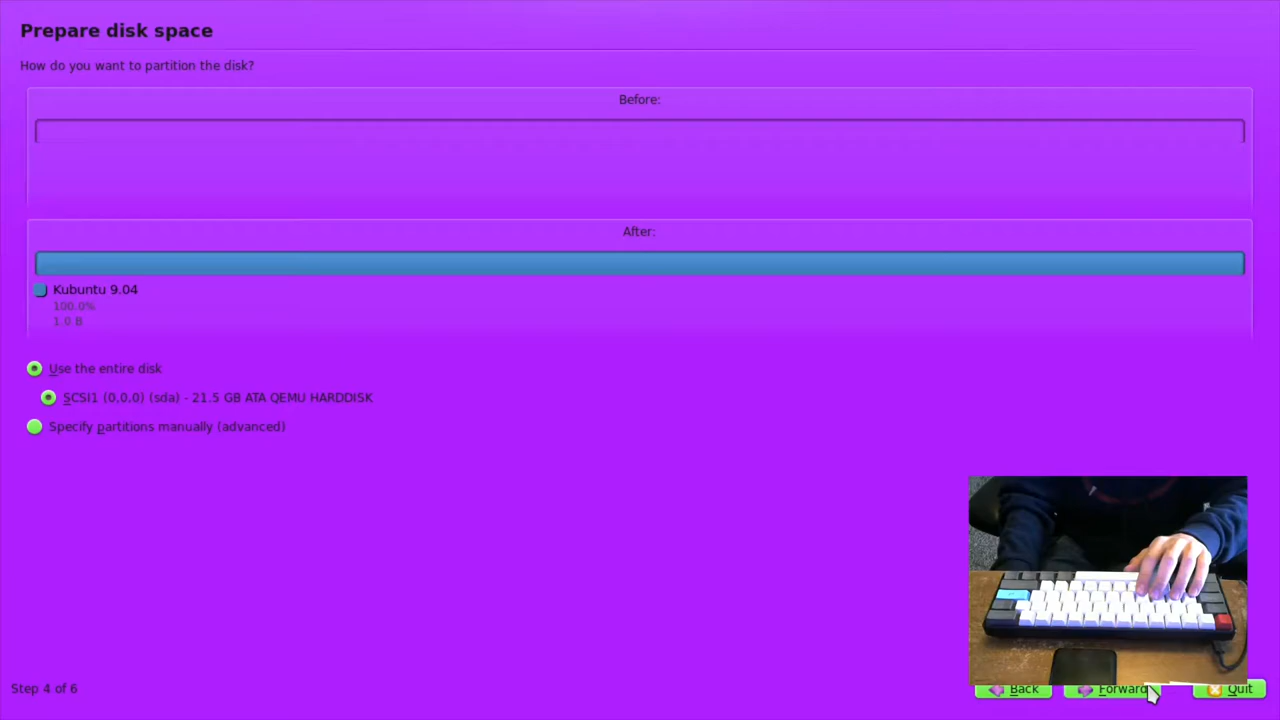 Prepare disk space
How do you want to partition the disk?
Before:
After:
Kubuntu 9.04
100.0%
1.0 B
Use the entire disk
SCSI1 (0,0,0) (sda) - 21.5 GB ATA QEMU HARDDISK
Specify partitions manually (advanced)
Step 4 of 6
Back
Forward
Quit